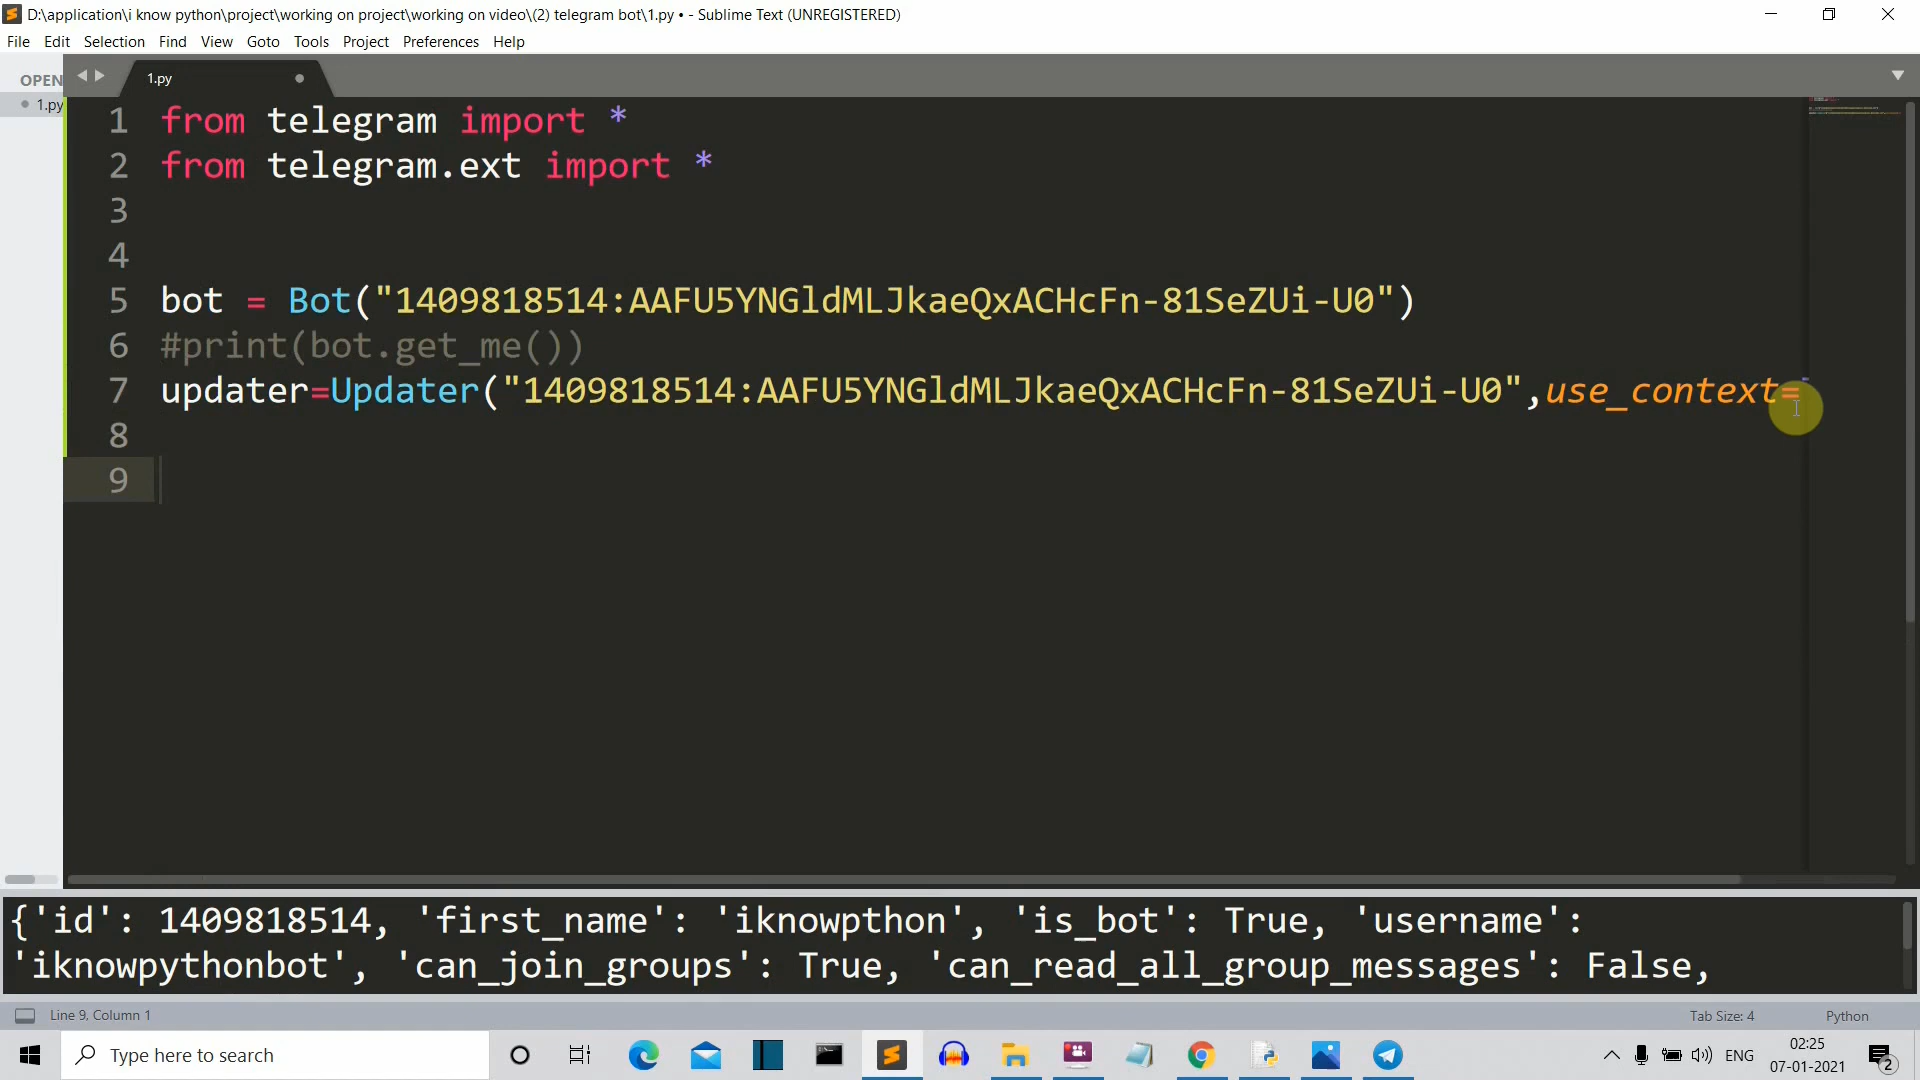 D:\application\i know python\project\working on project\working on video\(2) telegram bot\1.py • - Sublime Text (UNREGISTERED)
File Edit Selection Find View Goto Tools Project Preferences Help
OPEN
1.py
1.py
1 from telegram import *
2 from telegram.ext import *
3
4
5 bot = Bot("1409818514:AAFU5YNGldMLJkaeQxACHcFn-81SeZUi-U0")
6 #print(bot.get_me())
7 updater=Updater("1409818514:AAFU5YNGldMLJkaeQxACHcFn-81SeZUi-U0",use_context=
8
9
{'id': 1409818514, 'first_name': 'iknowpthon', 'is_bot': True, 'username':
'iknowpythonbot', 'can_join_groups': True, 'can_read_all_group_messages': False,
Line 9, Column 1
Tab Size: 4
Python
Type here to search
ENG
02:25
07-01-2021
2